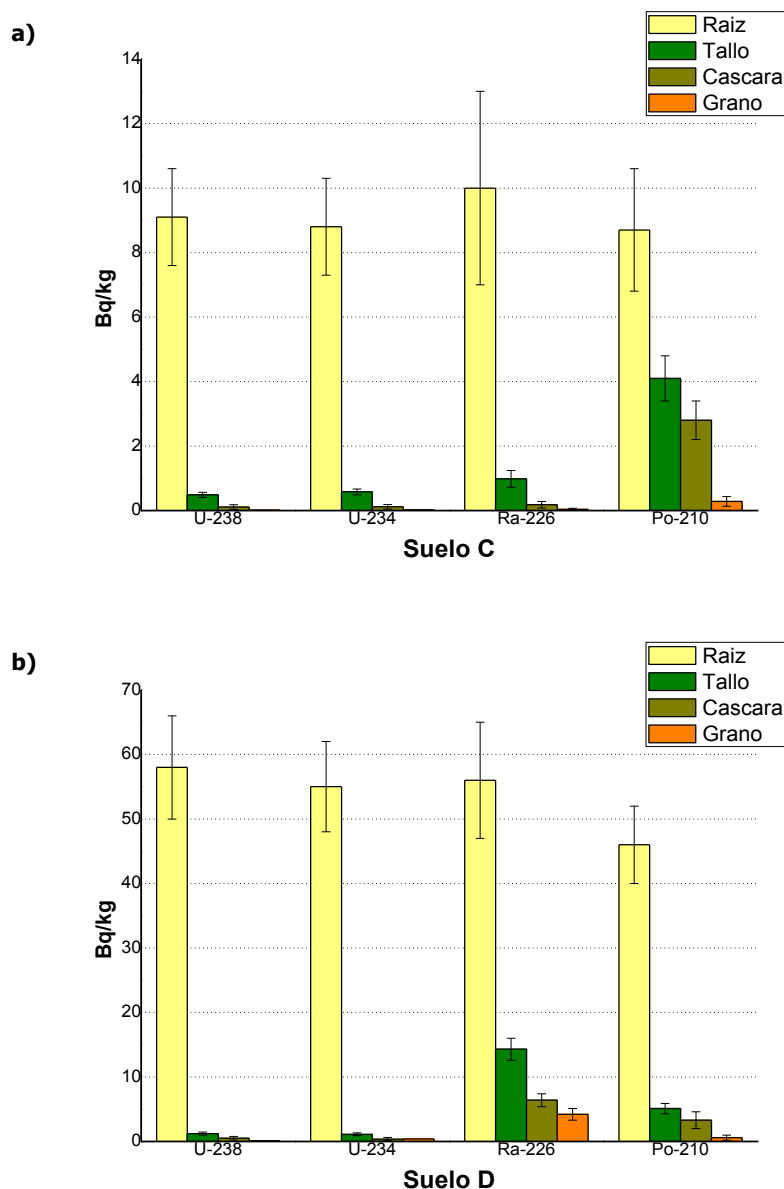 a)
Raiz
Tallo
Cascara
Grano
14
12
10
8
6
4
2
0
Bq/kg
U-238 U-234 Ra-226 Po-210
Suelo C
b)
Raiz
Tallo
Cascara
Grano
70
60
50
40
30
20
10
0
Bq/kg
U-238 U-234 Ra-226 Po-210
Suelo D